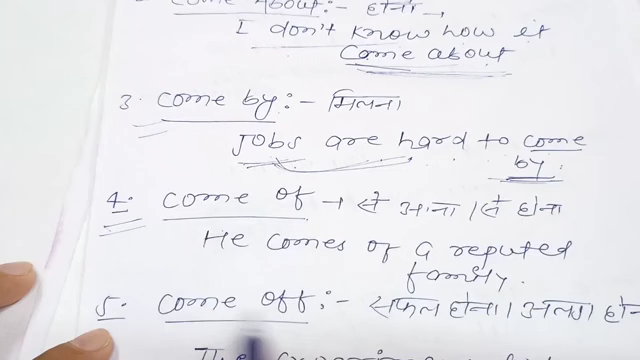 Come About:- होना,
I don't know how it
Come about
3. Come by:- मिलना
Jobs are hard to come
by.
4. Come of → से आना / से होना
He comes of a reputed
family.
5. Come off:- सफल होना / अलग हो